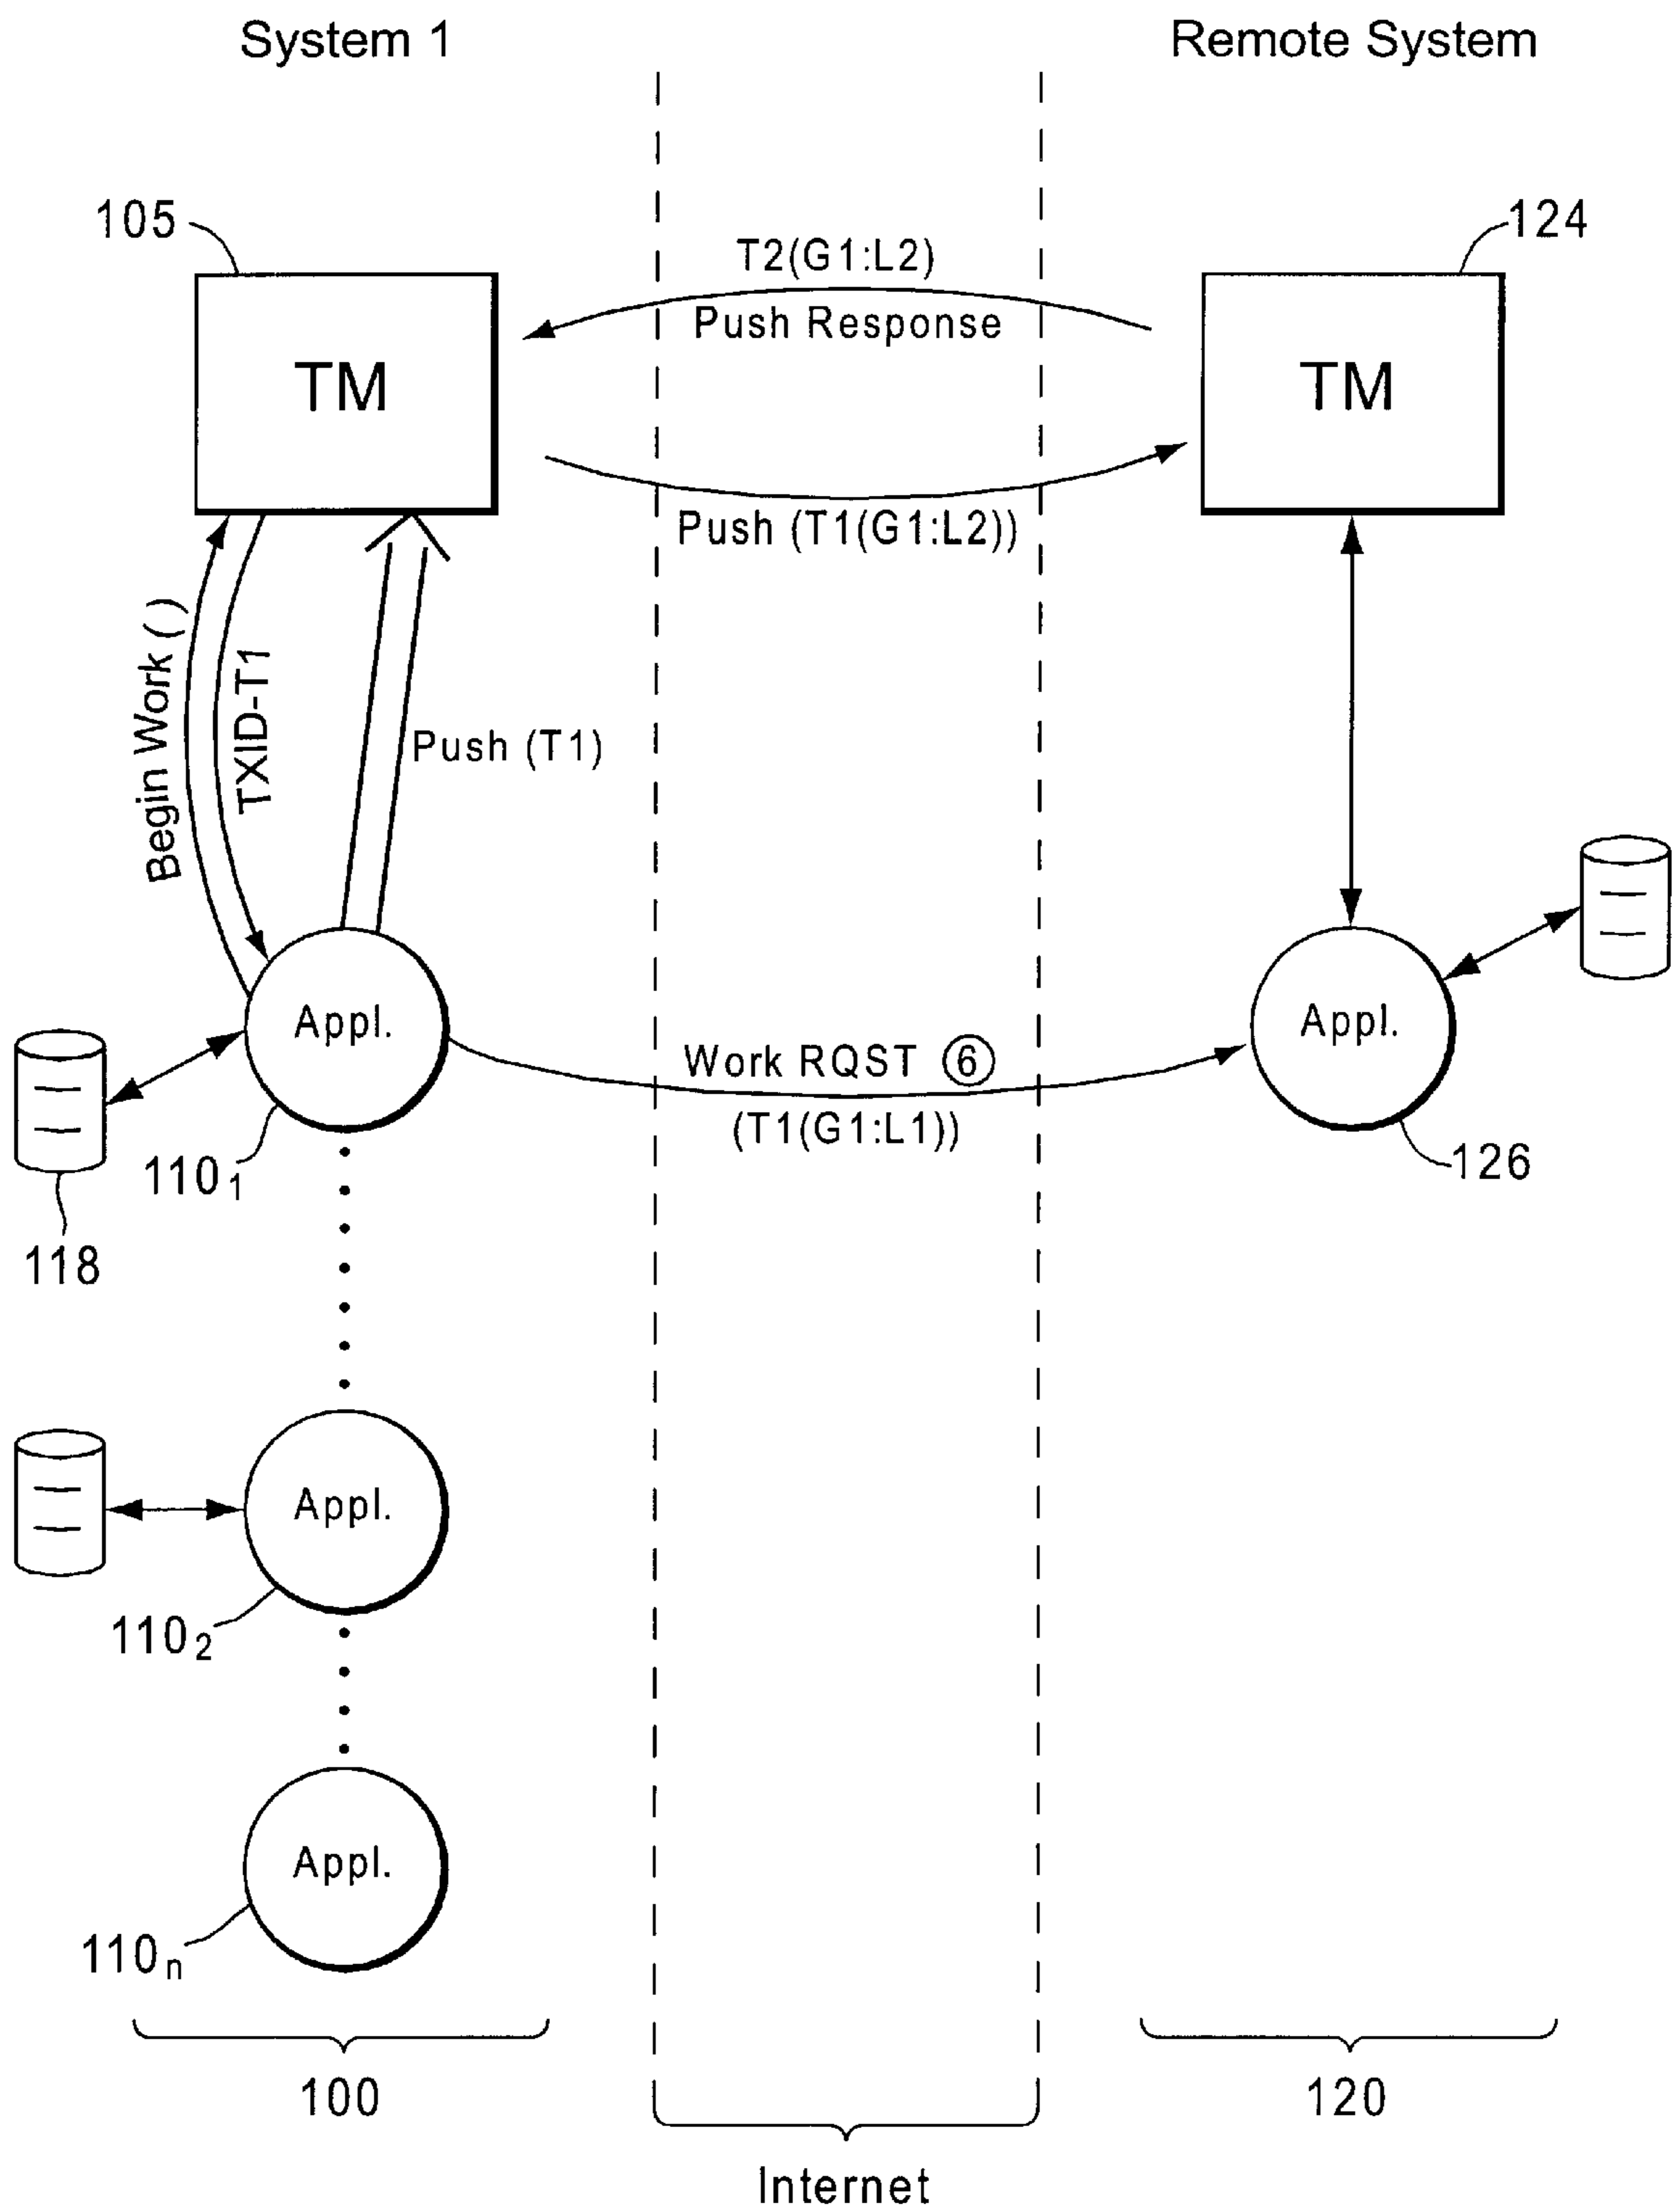 System 1
Remote System
105
124
T2(G1:L2)
Push Response
TM
TM
Push (T1(G1:L2))
Begin Work ( )
TXID-T1
Push (T1)
Appl.
Appl.
Work RQST ⑥
(T1(G1:L1))
110₁
126
118
Appl.
110₂
Appl.
110ₙ
100
120
Internet